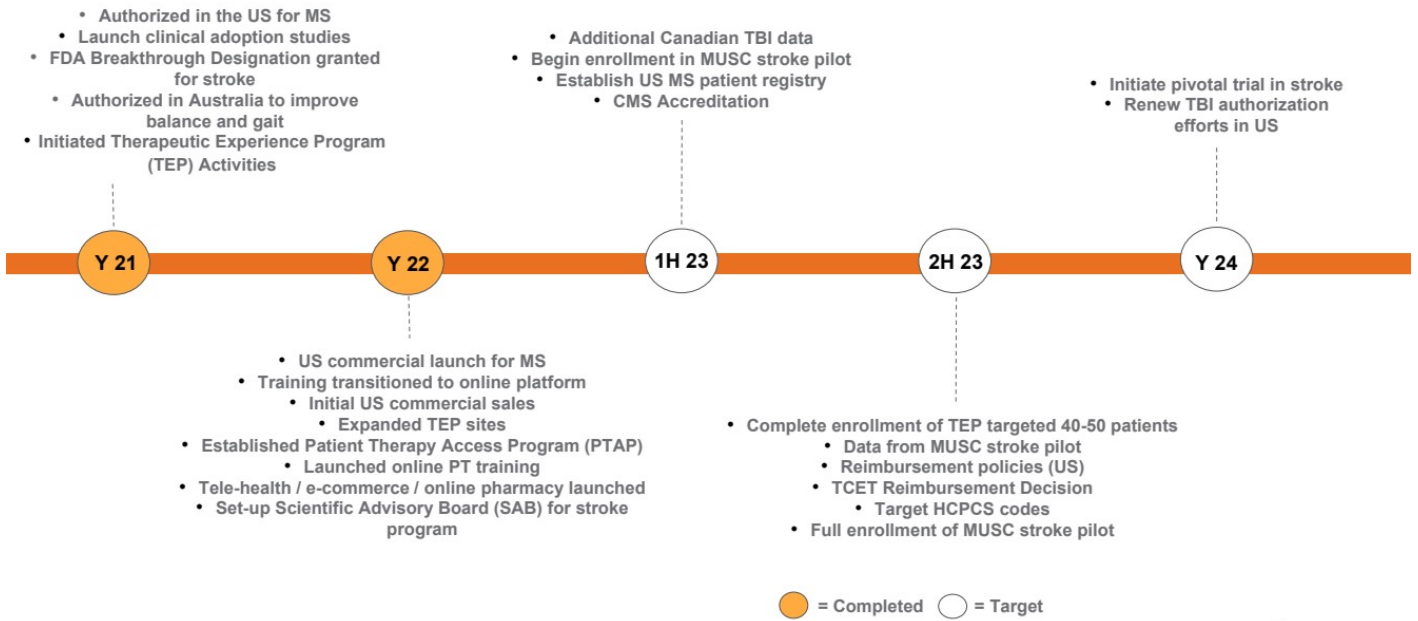 • Authorized in the US for MS
• Launch clinical adoption studies
• FDA Breakthrough Designation granted
for stroke
• Authorized in Australia to improve
balance and gait
• Initiated Therapeutic Experience Program
(TEP) Activities
• Additional Canadian TBI data
• Begin enrollment in MUSC stroke pilot
• Establish US MS patient registry
• CMS Accreditation
• Initiate pivotal trial in stroke
• Renew TBI authorization
efforts in US
Y 21
Y 22
1H 23
2H 23
Y 24
• US commercial launch for MS
• Training transitioned to online platform
• Initial US commercial sales
• Expanded TEP sites
• Established Patient Therapy Access Program (PTAP)
• Launched online PT training
• Tele-health / e-commerce / online pharmacy launched
• Set-up Scientific Advisory Board (SAB) for stroke
program
• Complete enrollment of TEP targeted 40-50 patients
• Data from MUSC stroke pilot
• Reimbursement policies (US)
• TCET Reimbursement Decision
• Target HCPCS codes
• Full enrollment of MUSC stroke pilot
= Completed
= Target